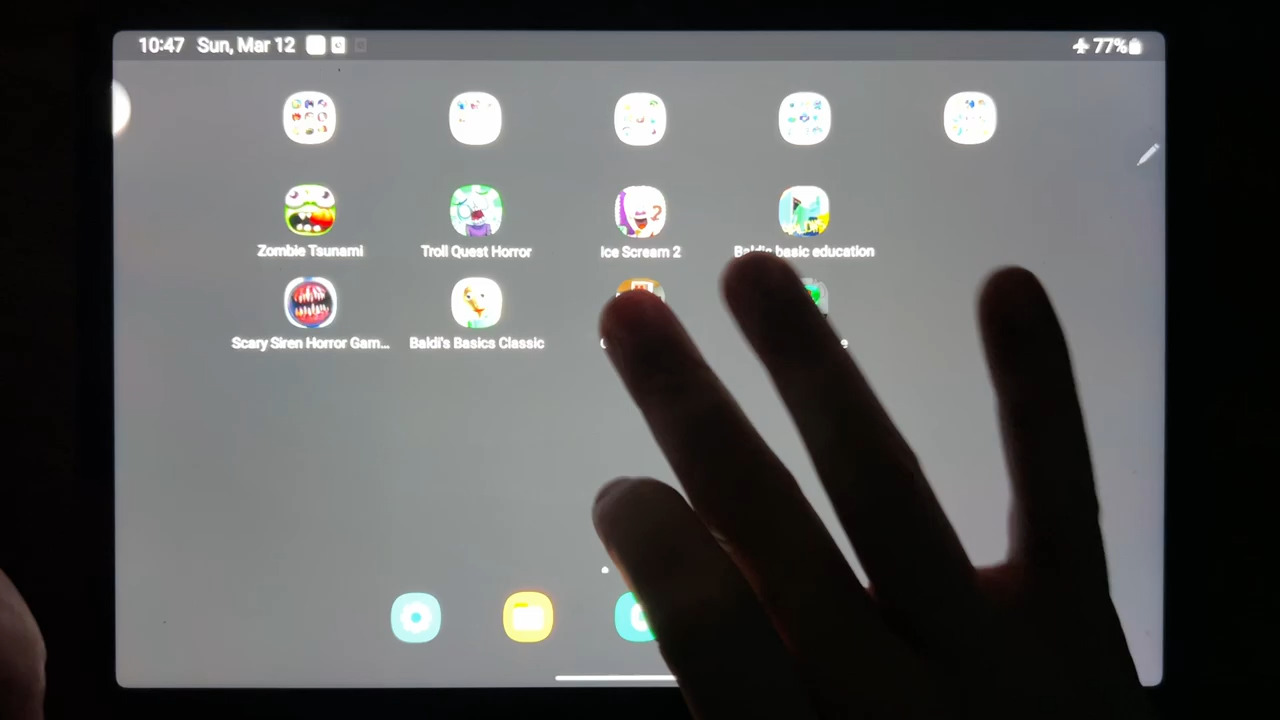 10:47 Sun, Mar 12 77%
Zombie Tsunami
Troll Quest Horror
Ice Scream 2
Baldi's basic education
Scary Siren Horror Gam...
Baldi's Basics Classic